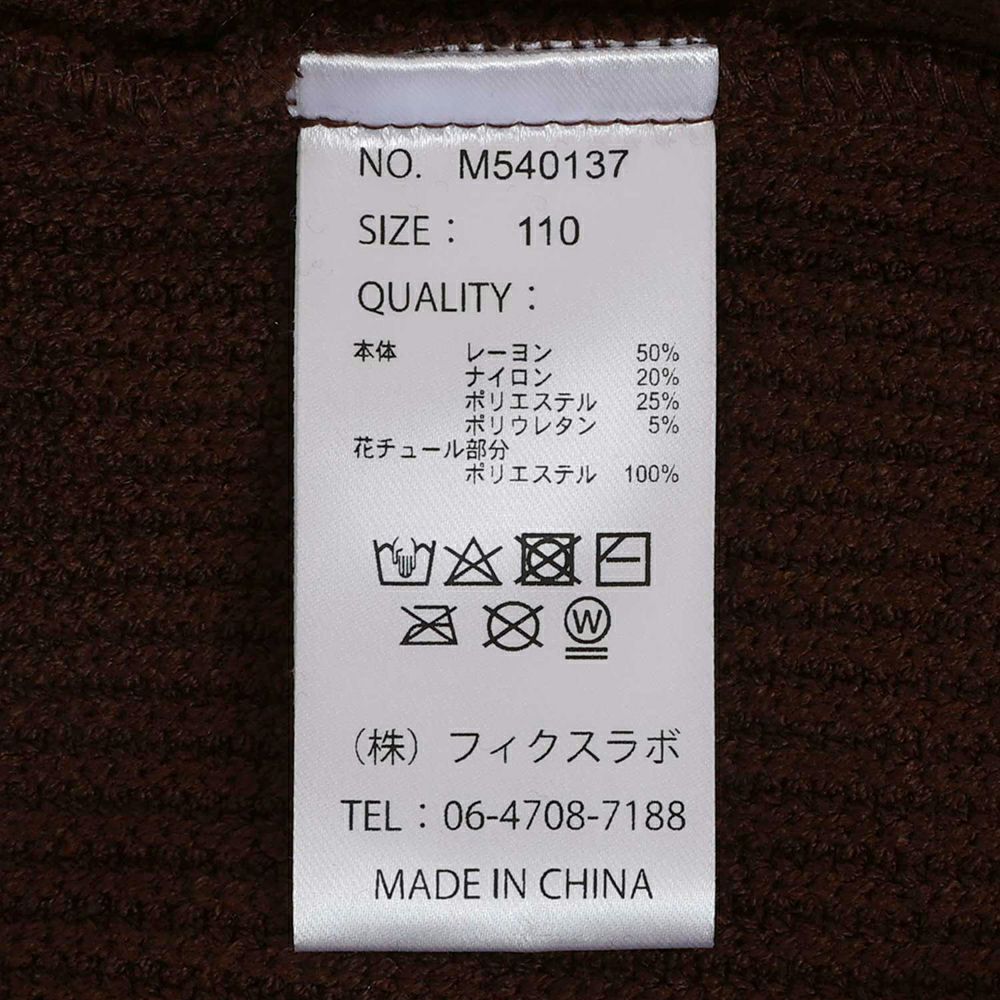 NO. M540137
SIZE： 110
QUALITY：
本体 レーヨン 50%
ナイロン 20%
ポリエステル 25%
ポリウレタン 5%
花チュール部分
ポリエステル 100%
W
（株）フィクスラボ
TEL：06-4708-7188
MADE IN CHINA